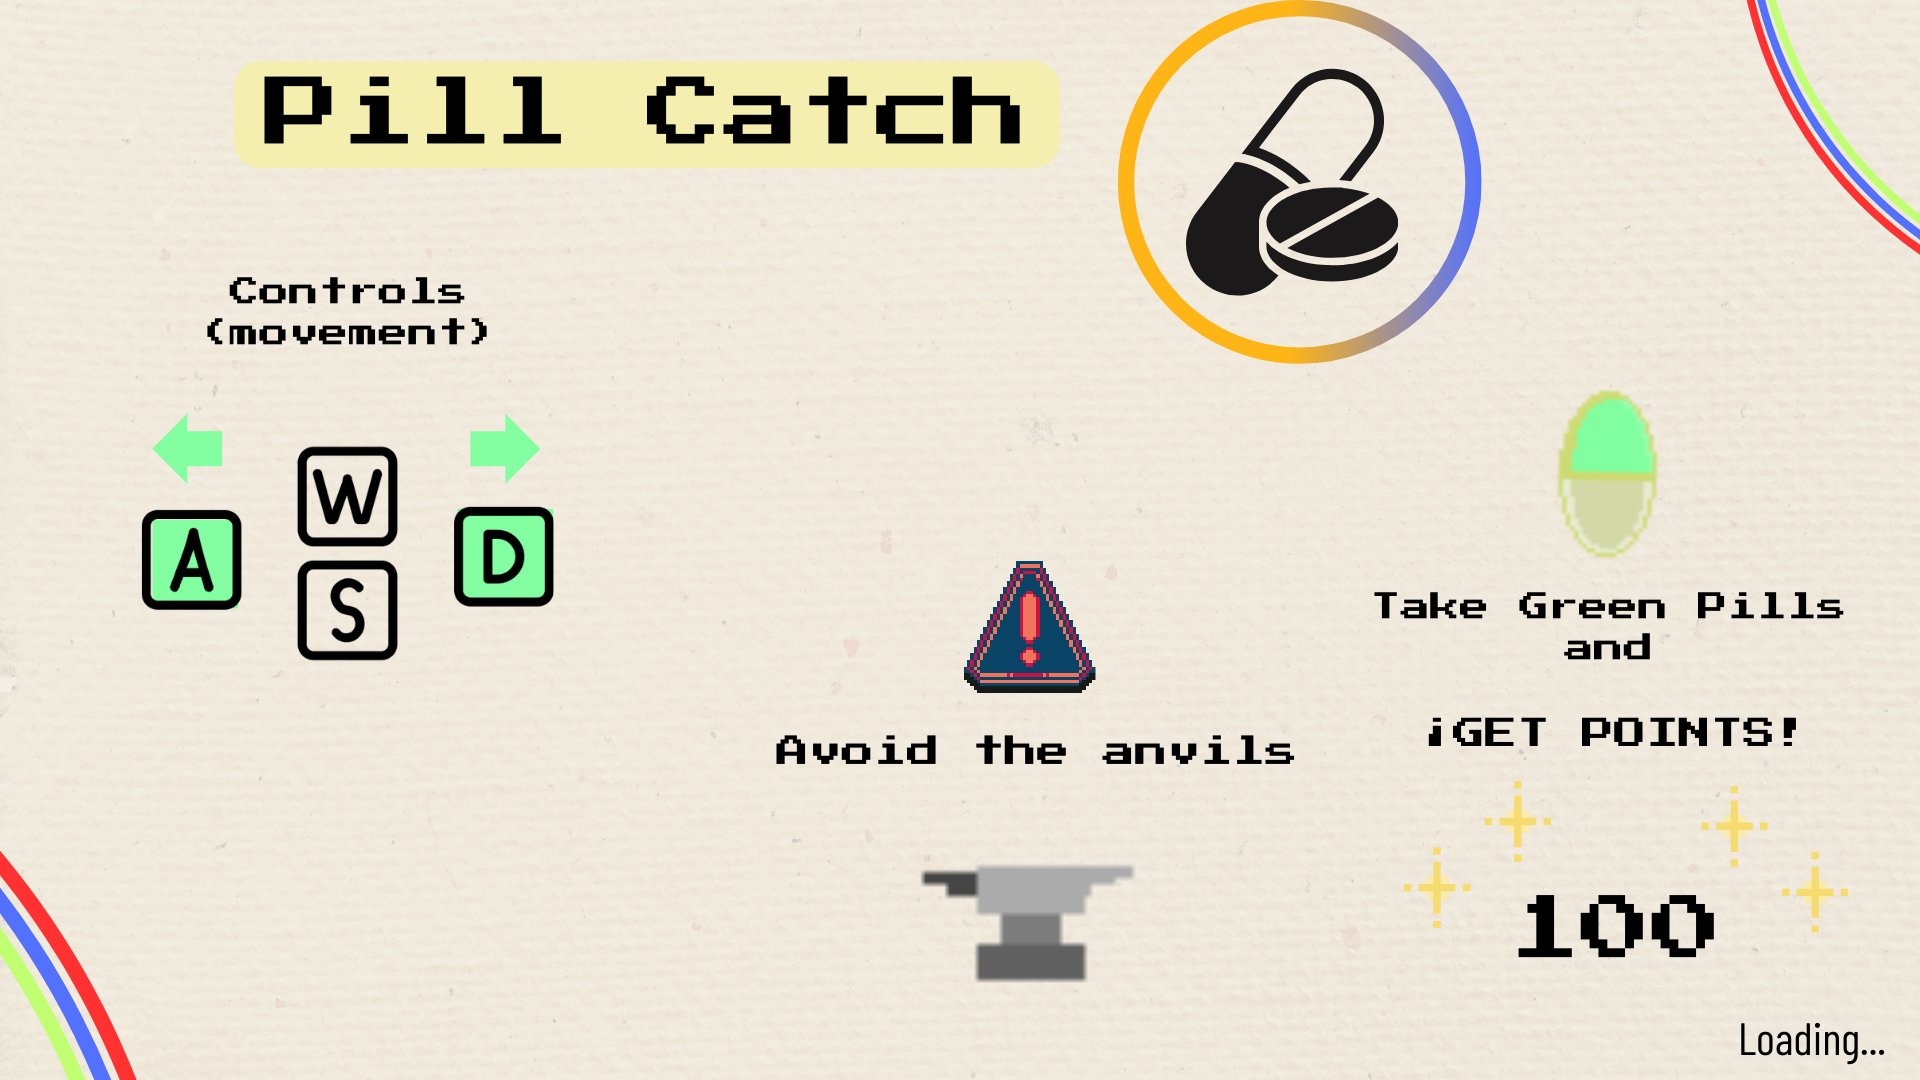 Pill Catch
Controls
(movement)
W
A
D
S
Avoid the anvils
Take Green Pills
and
¡GET POINTS!
100
Loading...